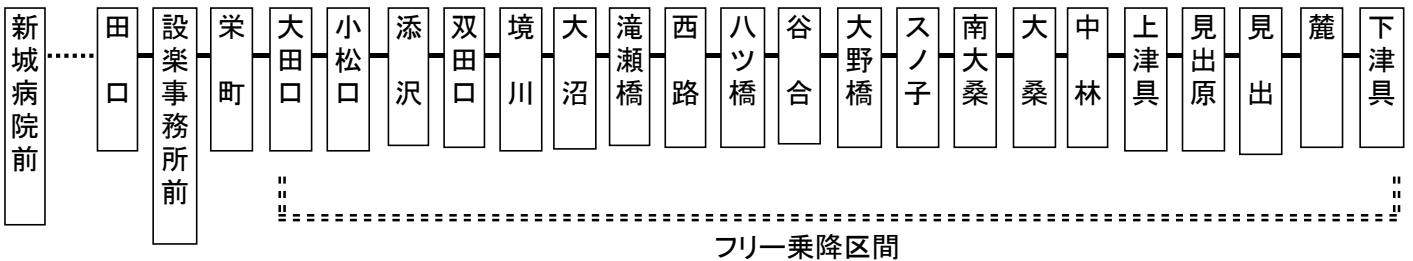 新城病院前
田口
設楽事務所前
栄町
大田口
小松口
添沢
双田口
境川
大沼
滝瀬橋
西路
八ツ橋
谷合
大野橋
スノ子
南大桑
大桑
中林
上津具
見出原
見出
麓
下津具
フリー乗降区間